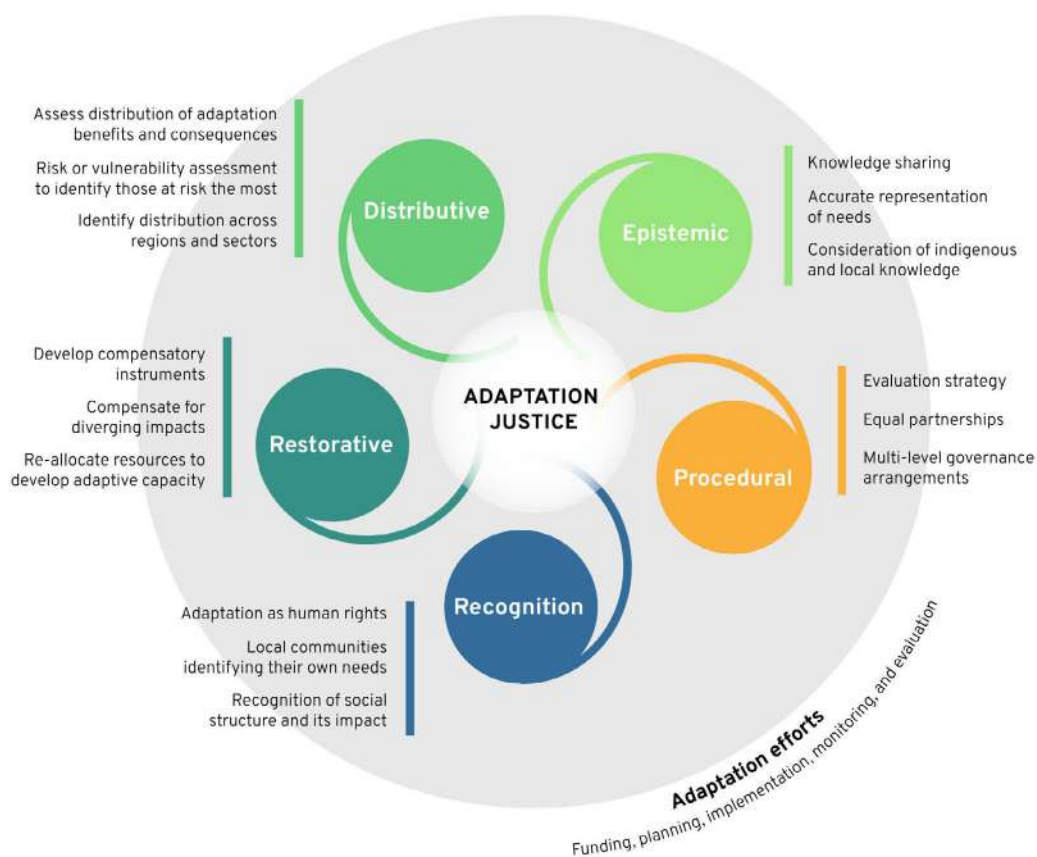 Assess distribution of adaptation
benefits and consequences
Risk or vulnerability assessment
to identify those at risk the most
Identify distribution across
regions and sectors
Distributive
Epistemic
Knowledge sharing
Accurate representation
of needs
Consideration of indigenous
and local knowledge
ADAPTATION
JUSTICE
Develop compensatory
instruments
Compensate for
diverging impacts
Re-allocate resources to
develop adaptive capacity
Restorative
Procedural
Evaluation strategy
Equal partnerships
Multi-level governance
arrangements
Recognition
Adaptation as human rights
Local communities
identifying their own needs
Recognition of social
structure and its impact
Adaptation efforts
Funding, planning, implementation, monitoring, and evaluation